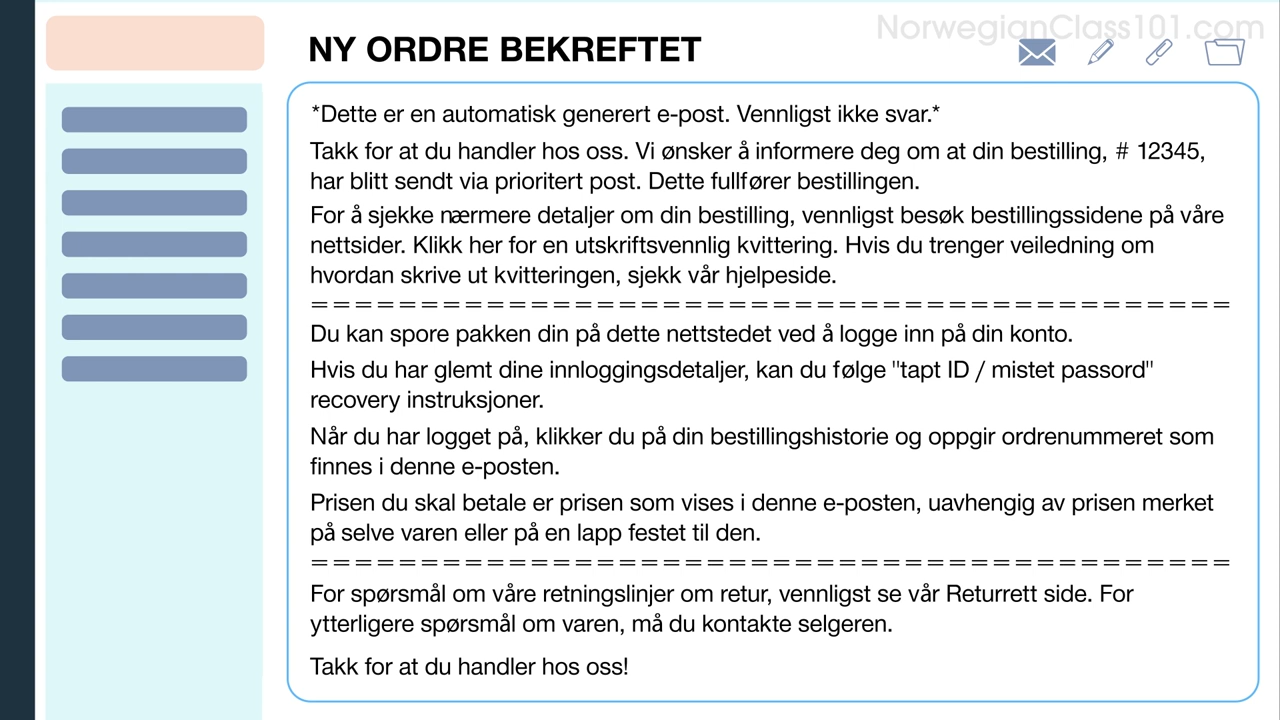 NorwegianClass101.com
NY ORDRE BEKREFTET
*Dette er en automatisk generert e-post. Vennligst ikke svar.*
Takk for at du handler hos oss. Vi ønsker å informere deg om at din bestilling, # 12345,
har blitt sendt via prioritert post. Dette fullfører bestillingen.
For å sjekke nærmere detaljer om din bestilling, vennligst besøk bestillingssidene på våre
nettsider. Klikk her for en utskriftsvennlig kvittering. Hvis du trenger veiledning om
hvordan skrive ut kvitteringen, sjekk vår hjelpeside.
==========================================
Du kan spore pakken din på dette nettstedet ved å logge inn på din konto.
Hvis du har glemt dine innloggingsdetaljer, kan du følge "tapt ID / mistet passord"
recovery instruksjoner.
Når du har logget på, klikker du på din bestillingshistorie og oppgir ordrenummeret som
finnes i denne e-posten.
Prisen du skal betale er prisen som vises i denne e-posten, uavhengig av prisen merket
på selve varen eller på en lapp festet til den.
==========================================
For spørsmål om våre retningslinjer om retur, vennligst se vår Returrett side. For
ytterligere spørsmål om varen, må du kontakte selgeren.
Takk for at du handler hos oss!